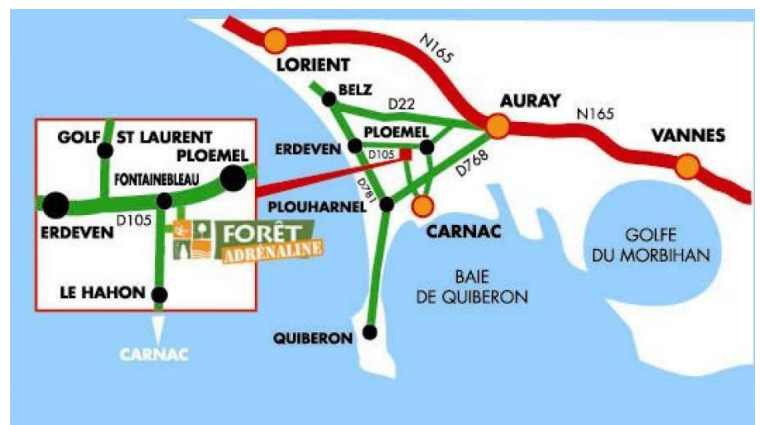 LORIENT
N165
BELZ
D22
AURAY
N165
VANNES
PLOEMEL
ERDEVEN
D105
D768
D781
PLOUHARNEL
CARNAC
GOLFE
DU MORBIHAN
BAIE
DE QUIBERON
QUIBERON
GOLF
ST LAURENT
PLOEMEL
FONTAINEBLEAU
D105
ERDEVEN
FORÊT
ADRÉNALINE
LE HAHON
CARNAC